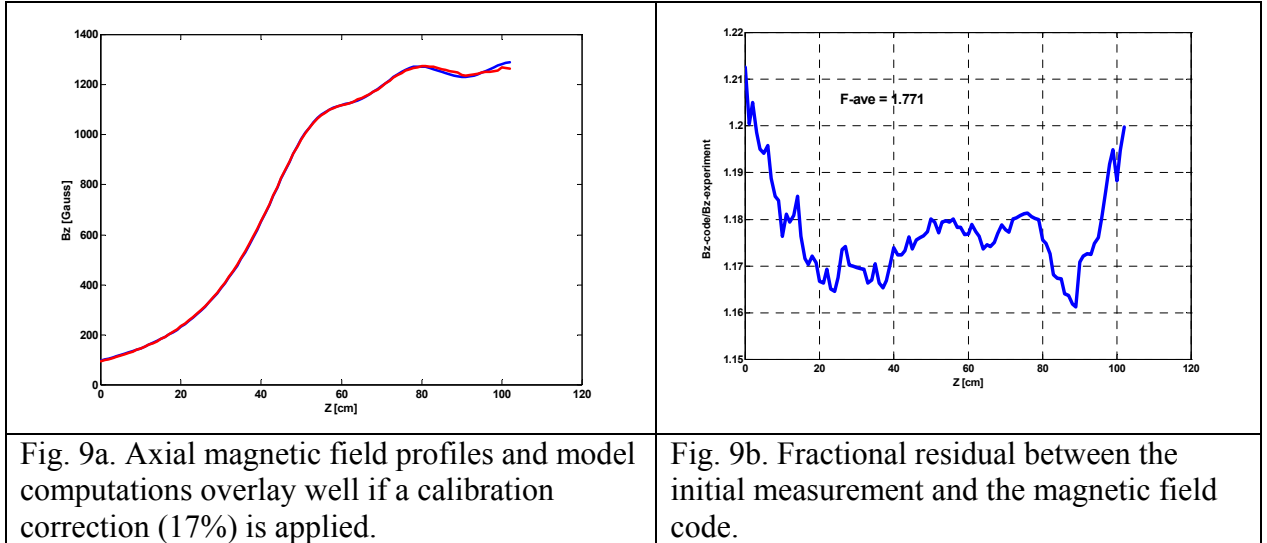 1400
1200
1000
800
600
400
200
0
Bz [Gauss]
0 20 40 60 80 100 120
Z [cm]
1.22
1.21
1.2
1.19
1.18
1.17
1.16
1.15
Bz-code/Bz-experiment
F-ave = 1.771
0 20 40 60 80 100 120
Z [cm]
Fig. 9a. Axial magnetic field profiles and model
computations overlay well if a calibration
correction (17%) is applied.
Fig. 9b. Fractional residual between the
initial measurement and the magnetic field
code.